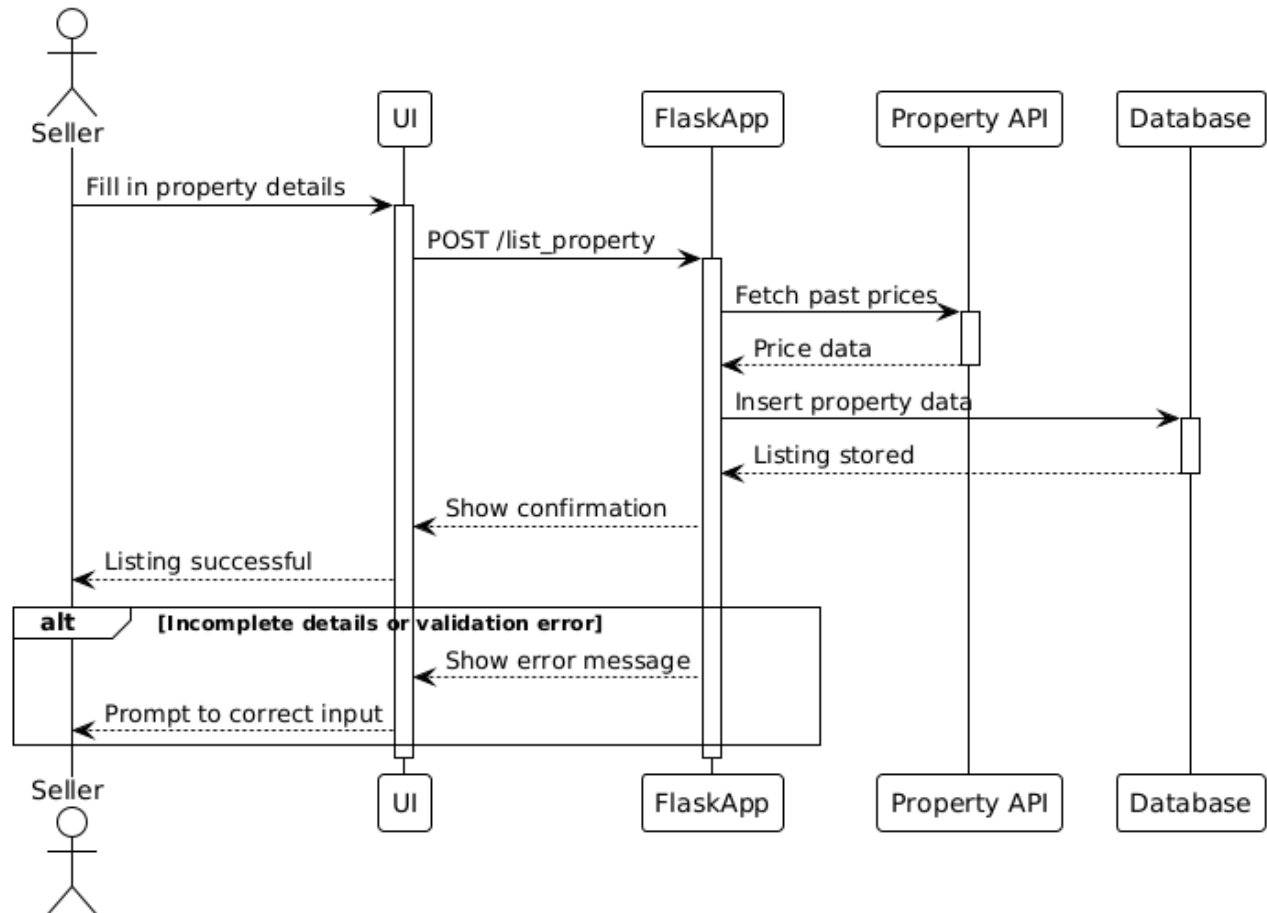 Seller
UI
FlaskApp
Property API
Database
Fill in property details
POST /list_property
Fetch past prices
Price data
Insert property data
Listing stored
Show confirmation
Listing successful
alt [Incomplete details or validation error]
Show error message
Prompt to correct input
Seller
UI
FlaskApp
Property API
Database